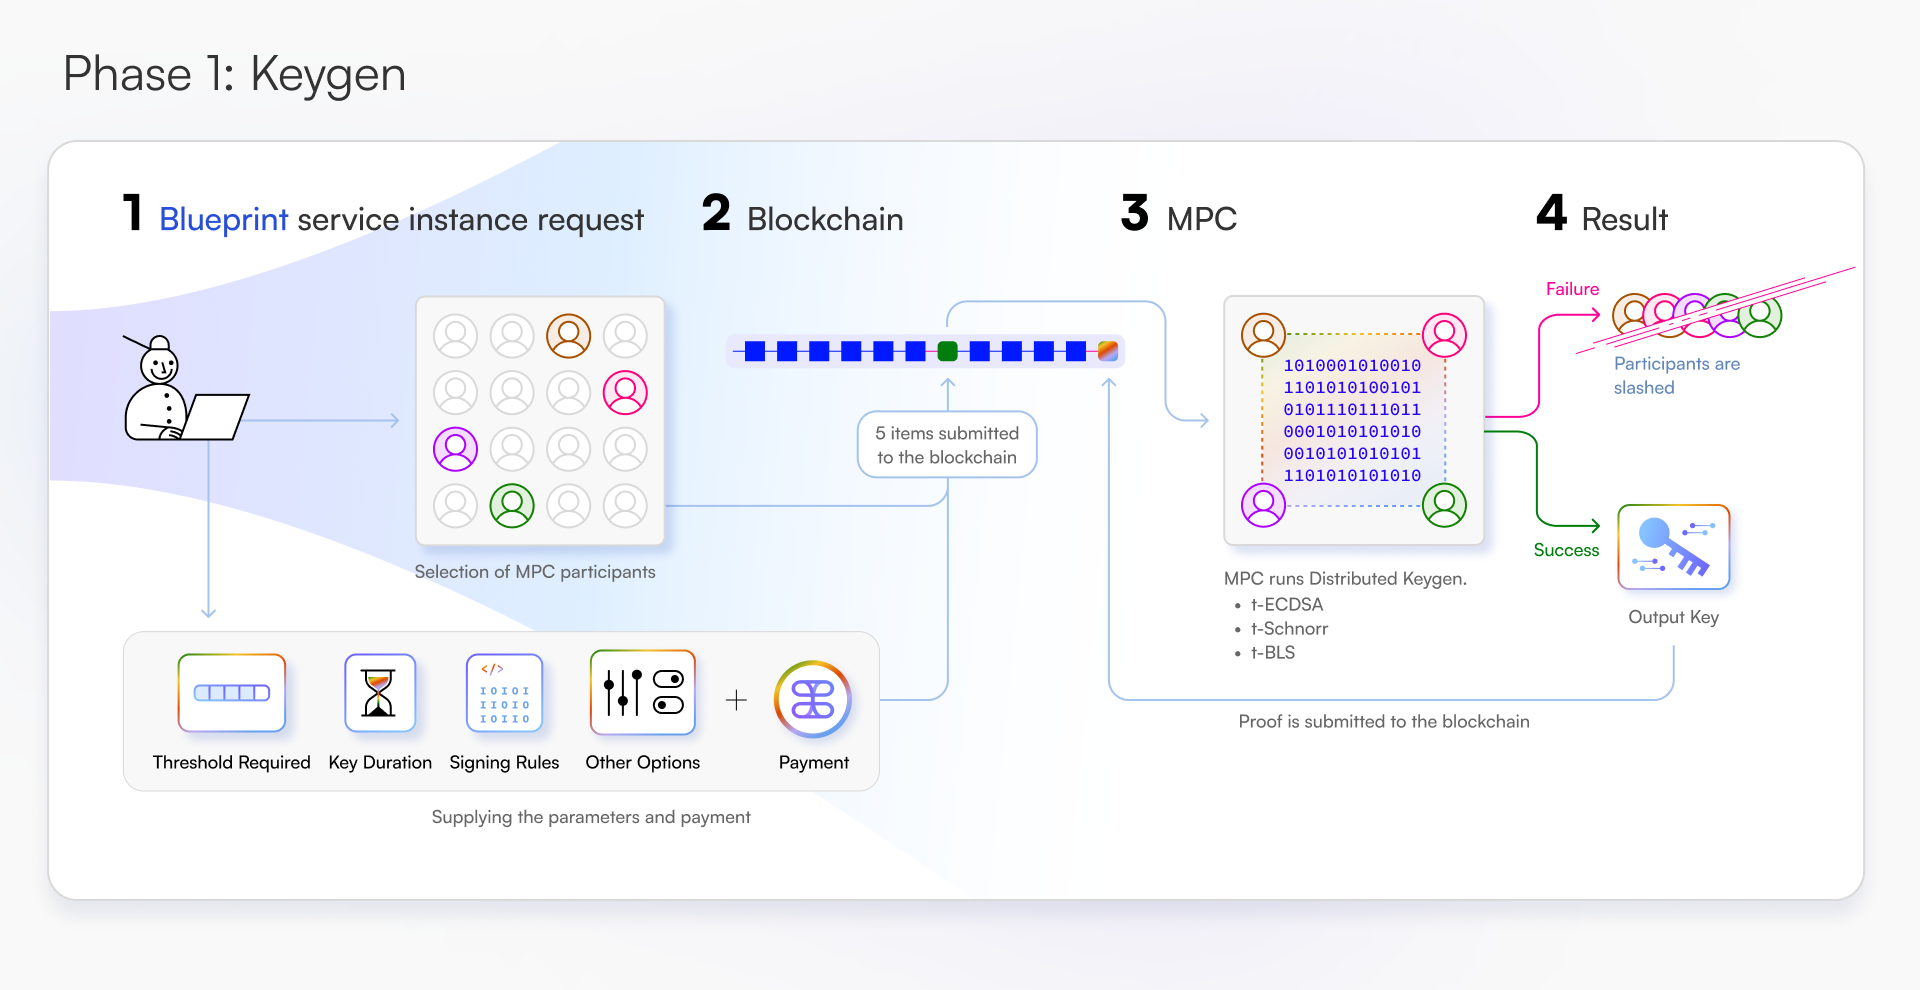 Phase 1: Keygen
1 Blueprint service instance request
2 Blockchain
3 MPC
4 Result
Selection of MPC participants
5 items submitted
to the blockchain
1010001010010
1101010100101
0101110111011
0001010101010
0010101010101
1101010101010
MPC runs Distributed Keygen.
• t-ECDSA
• t-Schnorr
• t-BLS
Failure
Participants are
slashed
Success
Output Key
Proof is submitted to the blockchain
</>
IOIOI
IIOIO
IOIIO
Threshold Required
Key Duration
Signing Rules
Other Options
+
Payment
Supplying the parameters and payment